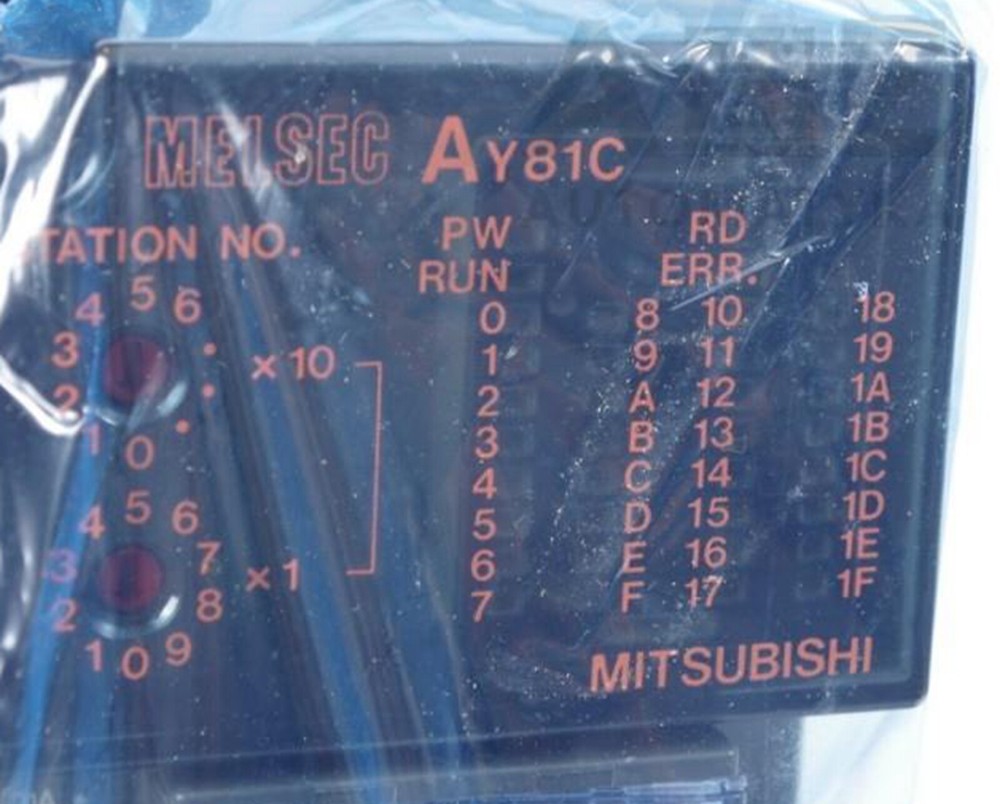 MELSEC AY81C
TATION NO. PW RD
RUN ERR.
4 5 6 0 8 10 18
3 × 10 1 9 11 19
2 2 A 12 1A
1 0 3 B 13 1B
4 C 14 1C
4 5 6 5 D 15 1D
3 7 × 1 6 E 16 1E
2 8 7 F 17 1F
1 0 9
MITSUBISHI